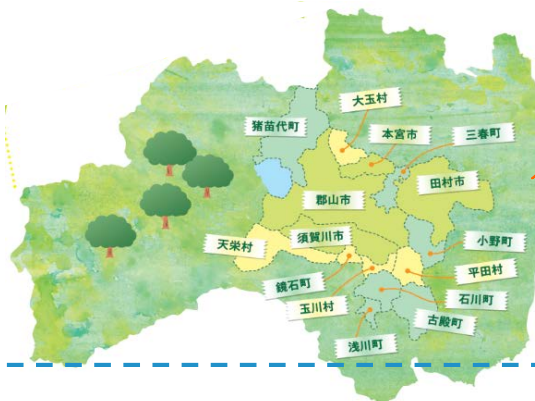 大玉村
猪苗代町
本宮市
三春町
田村市
郡山市
須賀川市
天栄村
小野町
平田村
鏡石町
玉川村
石川町
古殿町
浅川町